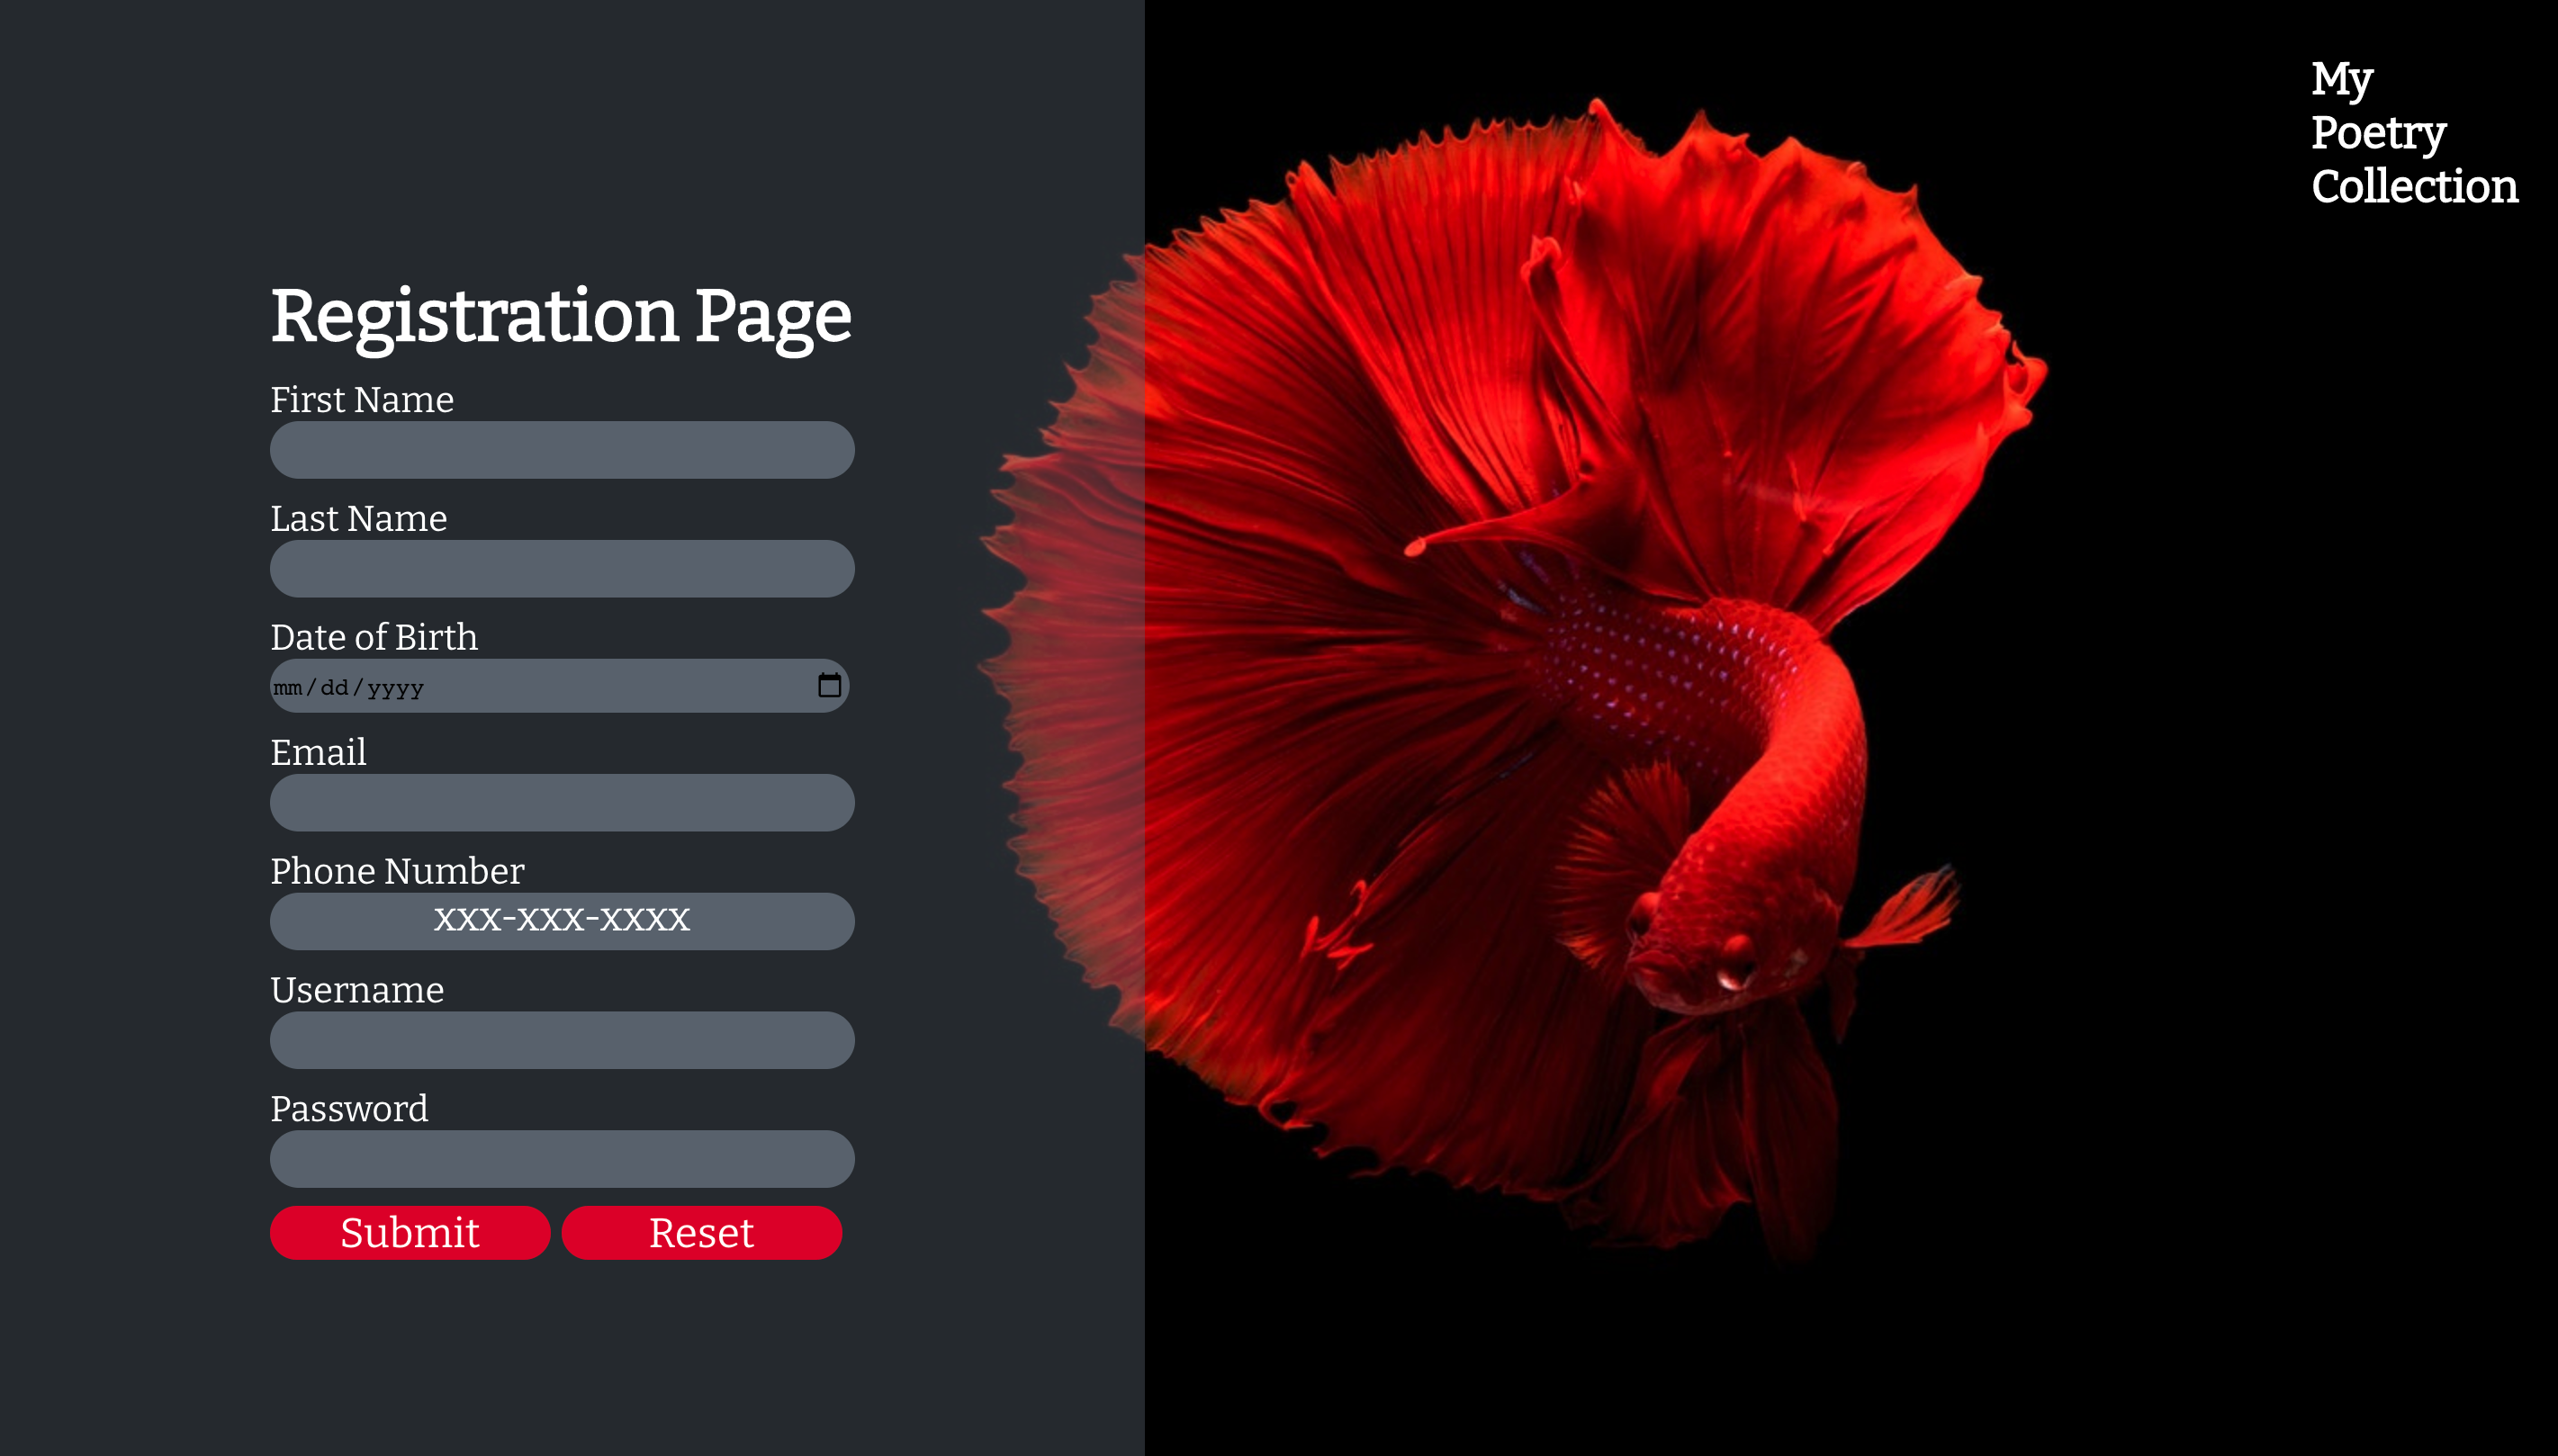 My
Poetry
Collection
Registration Page
First Name
Last Name
Date of Birth
mm/dd/yyyy
Email
Phone Number
xxx-xxx-xxxx
Username
Password
Submit Reset